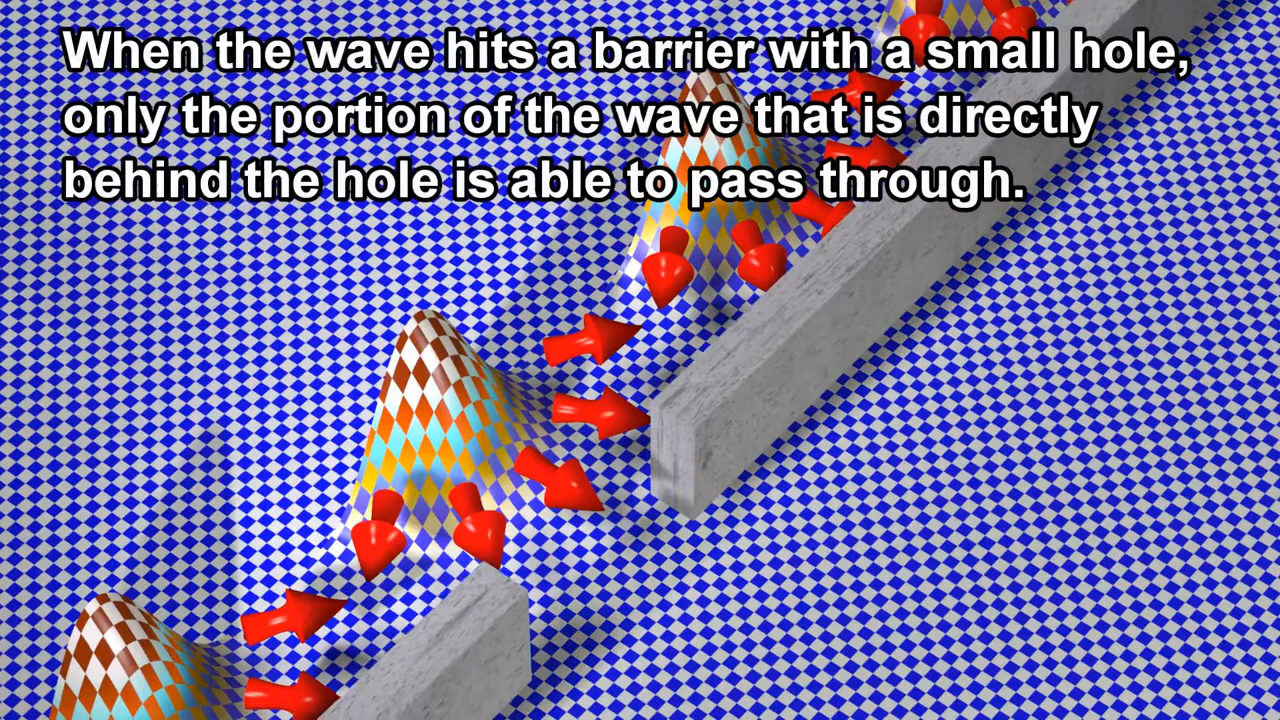 When the wave hits a barrier with a small hole,
only the portion of the wave that is directly
behind the hole is able to pass through.